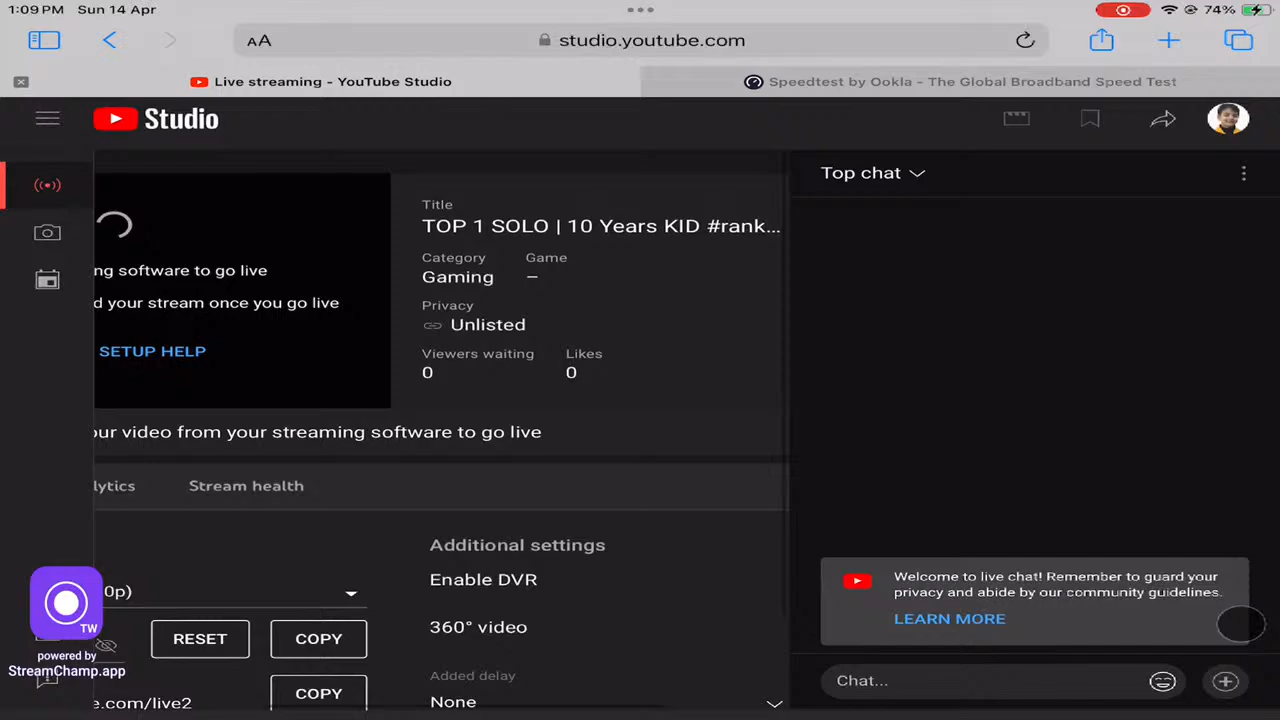 1:09 PM Sun 14 Apr
74%
AA
studio.youtube.com
Live streaming - YouTube Studio
Speedtest by Ookla - The Global Broadband Speed Test
Studio
Top chat
Title
TOP 1 SOLO | 10 Years KID #rank...
Category
Game
Gaming
–
Privacy
Unlisted
Viewers waiting
Likes
0
0
ng software to go live
d your stream once you go live
SETUP HELP
our video from your streaming software to go live
lytics
Stream health
Additional settings
Enable DVR
360° video
Added delay
None
0p)
RESET
COPY
COPY
e.com/live2
TW
powered by
StreamChamp.app
Welcome to live chat! Remember to guard your
privacy and abide by our community guidelines.
LEARN MORE
Chat...